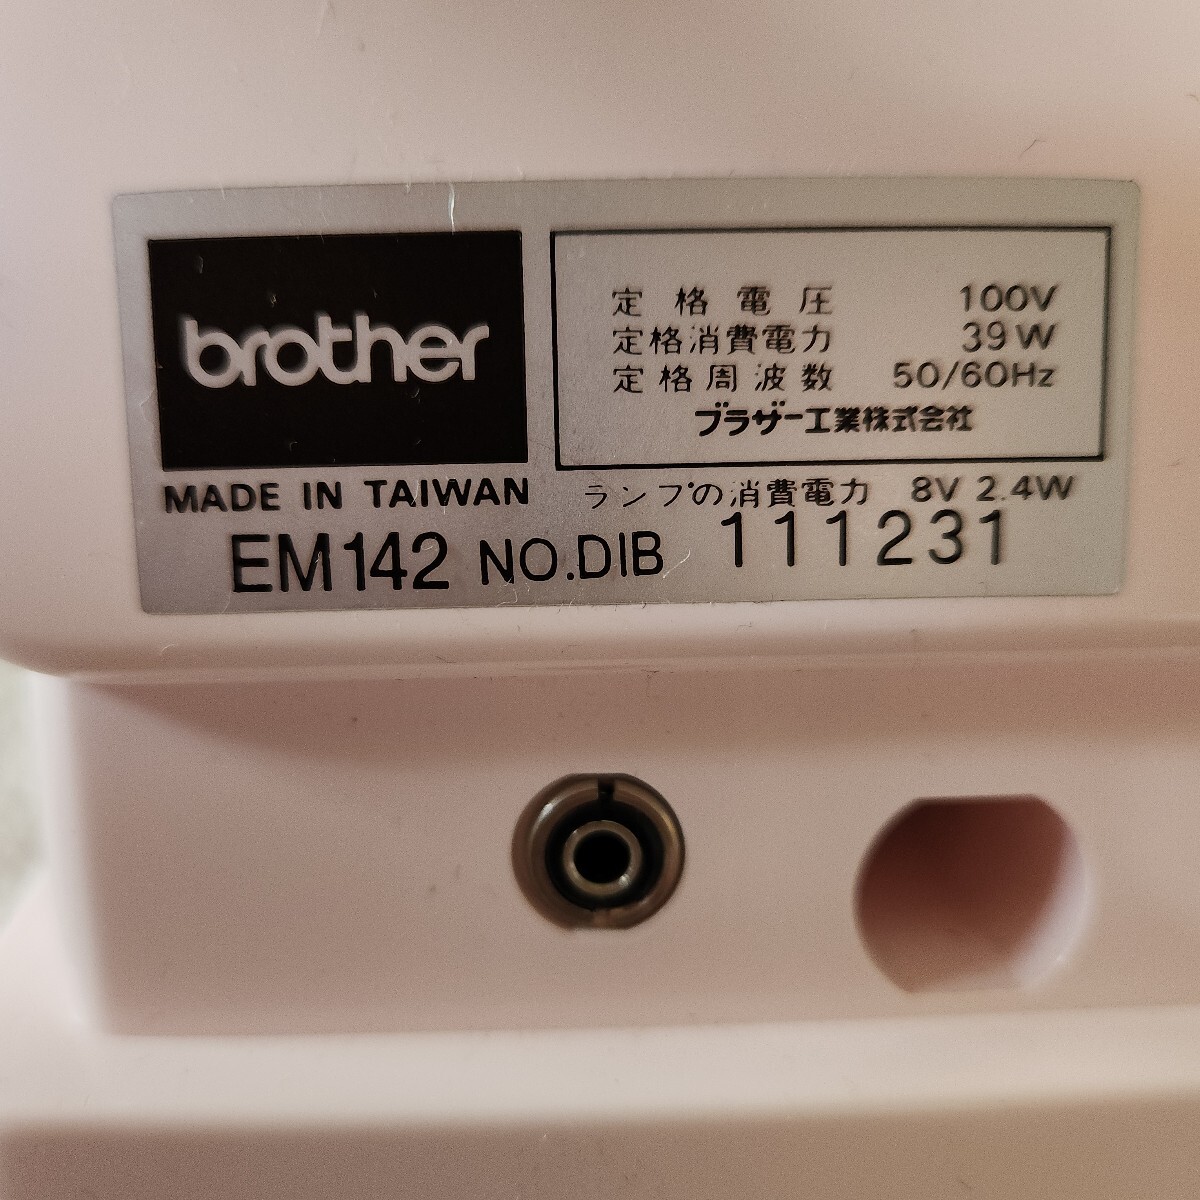 brother
定格電圧 100V
定格消費電力 39W
定格周波数 50/60Hz
ブラザー工業株式会社
MADE IN TAIWAN ランプの消費電力 8V 2.4W
EM142 NO.DIB 111231